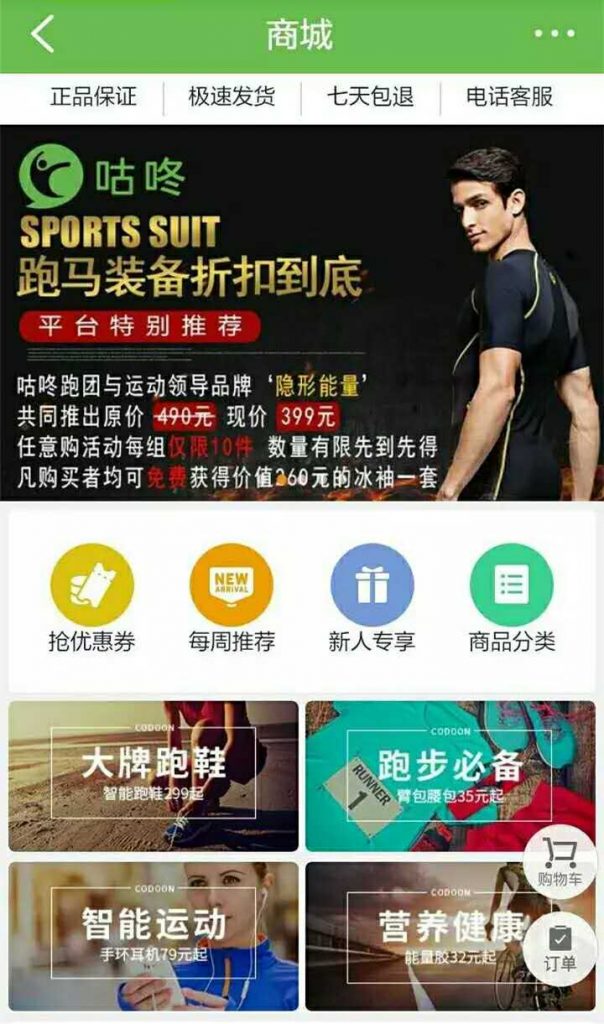 商城
正品保证 极速发货 七天包退 电话客服
咕咚
SPORTS SUIT
跑马装备折扣到底
平台特别推荐
咕咚跑团与运动领导品牌‘隐形能量’
共同推出原价 490元 现价 399元
任意购活动每组仅限10件 数量有限先到先得
凡购买者均可免费获得价值260元的冰袖一套
NEW
ARRIVAL
抢优惠券 每周推荐 新人专享 商品分类
CODOON
大牌跑鞋
智能跑鞋299起
CODOON
跑步必备
臂包腰包35元起
RUNNER
1
CODOON
智能运动
手环耳机79元起
CODOON
营养健康
能量胶32元起
购物车
订单